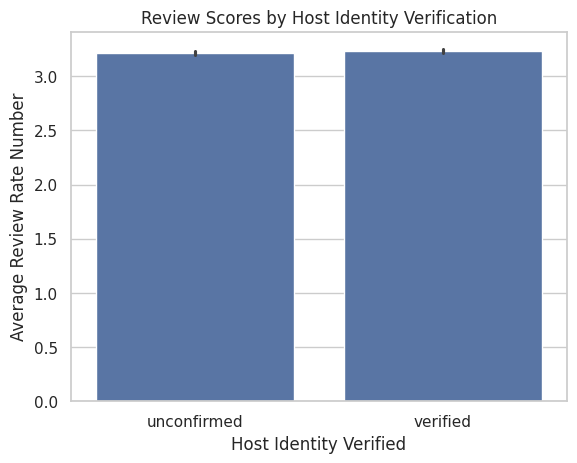 Review Scores by Host Identity Verification
Average Review Rate Number
3.0
2.5
2.0
1.5
1.0
0.5
0.0
unconfirmed
verified
Host Identity Verified